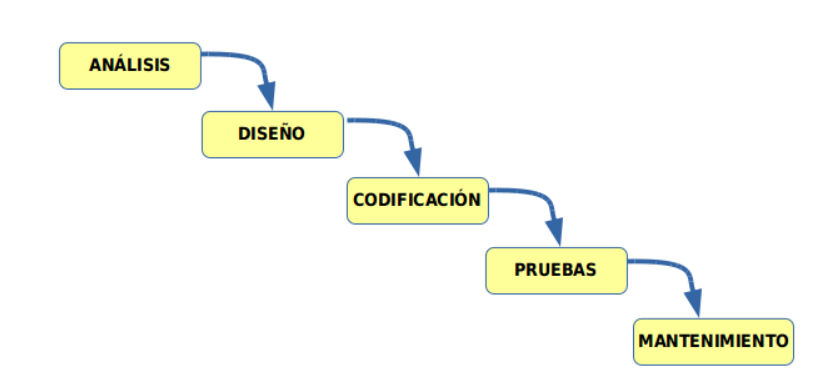 ANÁLISIS
DISEÑO
CODIFICACIÓN
PRUEBAS
MANTENIMIENTO